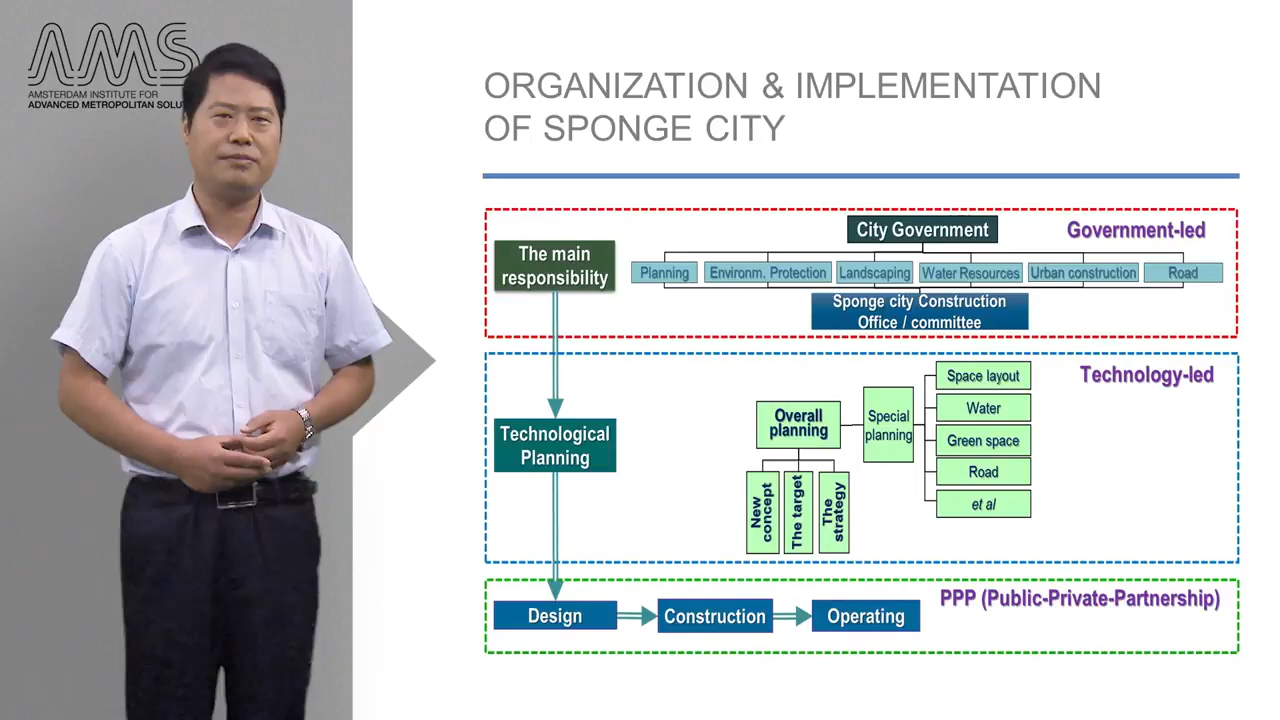 AMS
AMSTERDAM INSTITUTE FOR
ADVANCED METROPOLITAN
ORGANIZATION & IMPLEMENTATION
OF SPONGE CITY
Government-led
City Government
The main
responsibility
Planning
Environm. Protection
Landscaping
Water Resources
Urban construction
Road
Sponge city Construction
Office / committee
Technology-led
Technological
Planning
Overall
planning
New
concept
The target
The
strategy
Special
planning
Space layout
Water
Green space
Road
et al
PPP (Public-Private-Partnership)
Design
Construction
Operating